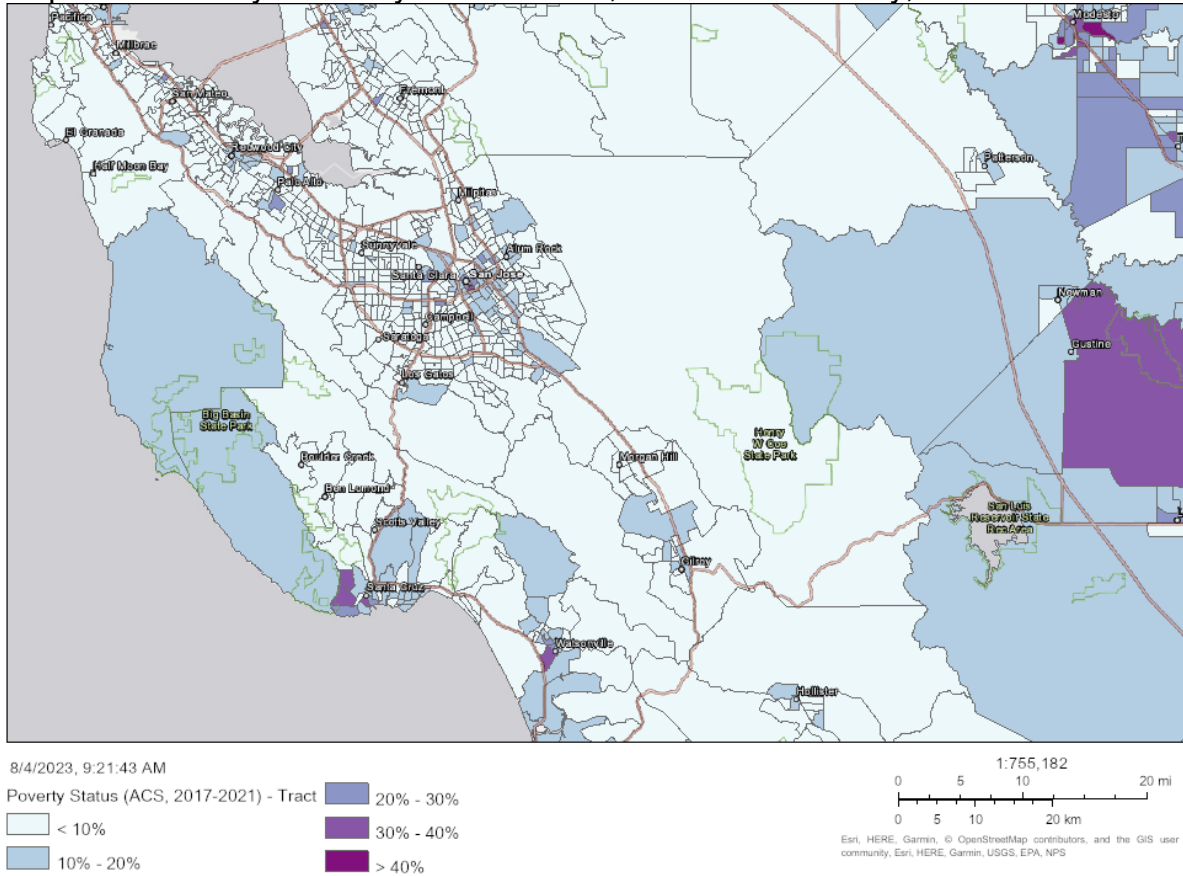 Pacifica
Millbrae
Modesto
San Mateo
Fremont
El Granada
Redwood City
Half Moon Bay
Patterson
Palo Alto
Milpitas
Sunnyvale
Alum Rock
Santa Clara
San Jose
Newman
Campbell
Saratoga
Gustine
Los Gatos
Big Basin
State Park
Henry
W Coe
State Park
Morgan Hill
Boulder Creek
Ben Lomond
San Luis
Reservoir State
Rec Area
Scotts Valley
Gilroy
Santa Cruz
Watsonville
Hollister
8/4/2023, 9:21:43 AM
Poverty Status (ACS, 2017-2021) - Tract
< 10%
10% - 20%
20% - 30%
30% - 40%
> 40%
1:755,182
0 5 10 20 mi
0 5 10 20 km
Esri, HERE, Garmin, © OpenStreetMap contributors, and the GIS user
community, Esri, HERE, Garmin, USGS, EPA, NPS